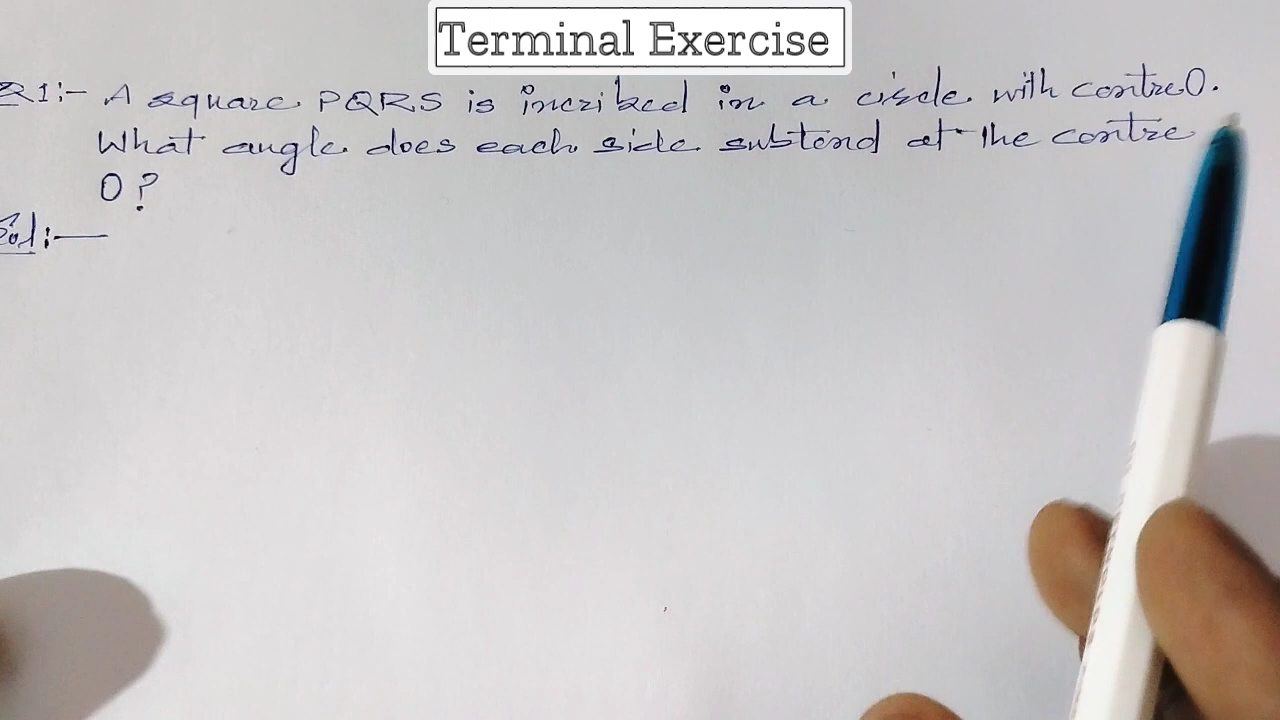 Terminal Exercise
Q1:- A square PQRS is incribed in a circle with centre O.
What angle does each side subtend at the centre
O?
Sol:—